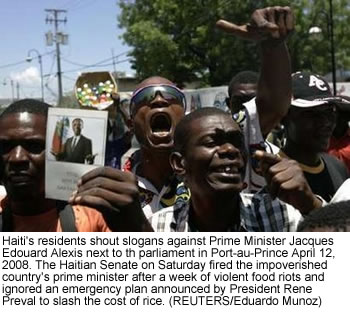 Haiti's residents shout slogans against Prime Minister Jacques
Edouard Alexis next to th parliament in Port-au-Prince April 12,
2008. The Haitian Senate on Saturday fired the impoverished
country's prime minister after a week of violent food riots and
ignored an emergency plan announced by President Rene
Preval to slash the cost of rice. (REUTERS/Eduardo Munoz)